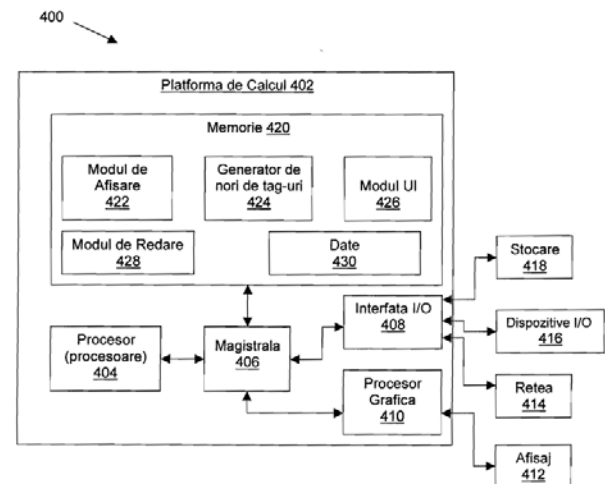 400
Platforma de Calcul 402
Memorie 420
Modul de
Afisare
422
Generator de
nori de tag-uri
424
Modul UI
426
Modul de Redare
428
Date
430
Stocare
418
Interfata I/O
408
Dispozitive I/O
416
Procesor
(procesoare)
404
Magistrala
406
Procesor
Grafica
410
Retea
414
Afisaj
412